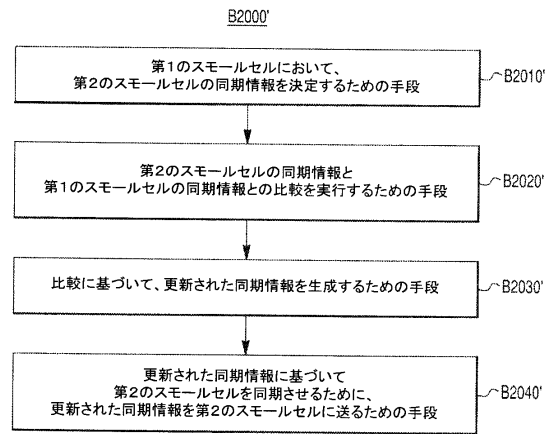 B2000'
第1のスモールセルにおいて、
第2のスモールセルの同期情報を決定するための手段
B2010'
第2のスモールセルの同期情報と
第1のスモールセルの同期情報との比較を実行するための手段
B2020'
比較に基づいて、更新された同期情報を生成するための手段
B2030'
更新された同期情報に基づいて
第2のスモールセルを同期させるために、
更新された同期情報を第2のスモールセルに送るための手段
B2040'